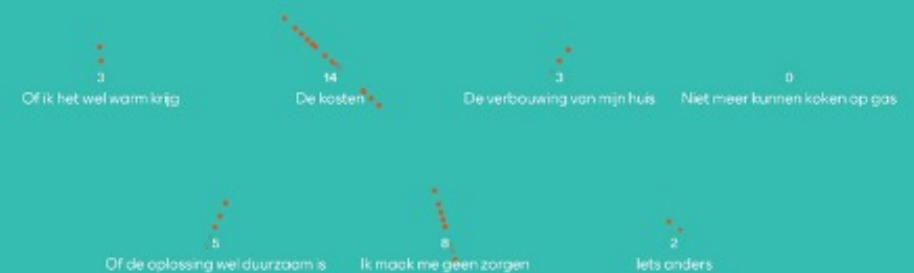 3
Of ik het wel warm krijg
14
De kosten
3
De verbouwing van mijn huis
0
Niet meer kunnen koken op gas
5
Of de oplossing wel duurzaam is
8
Ik maak me geen zorgen
2
Iets anders